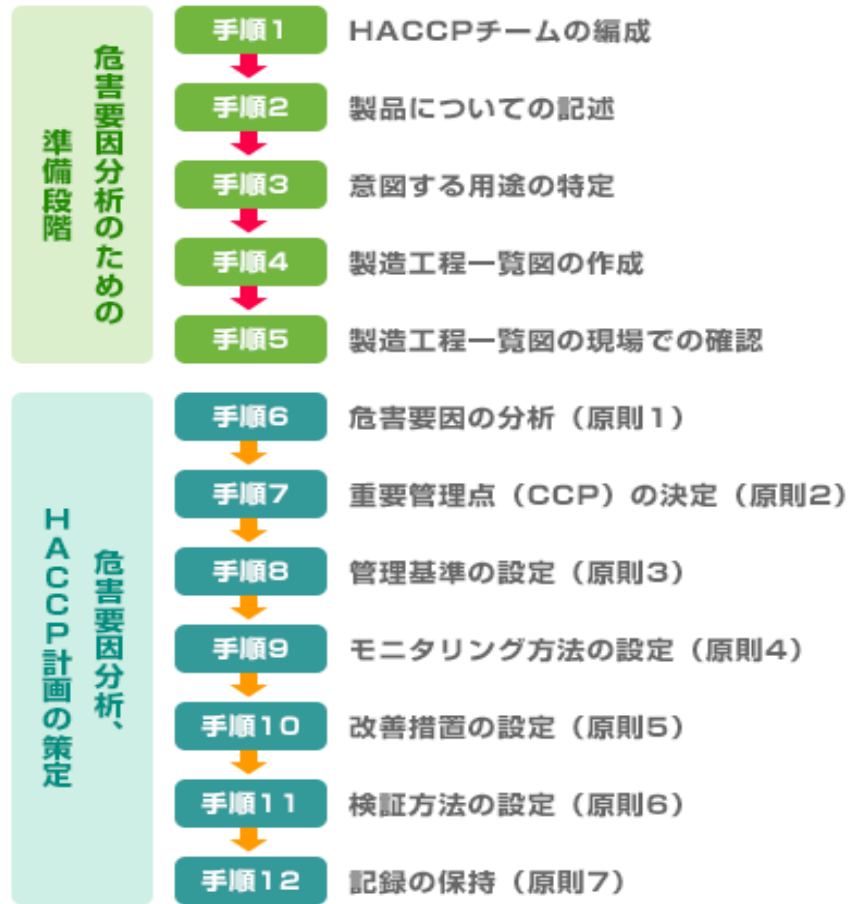 危害要因分析のための
準備段階
手順1 HACCPチームの編成
手順2 製品についての記述
手順3 意図する用途の特定
手順4 製造工程一覧図の作成
手順5 製造工程一覧図の現場での確認
危害要因分析、
HACCP計画の策定
手順6 危害要因の分析（原則1）
手順7 重要管理点（CCP）の決定（原則2）
手順8 管理基準の設定（原則3）
手順9 モニタリング方法の設定（原則4）
手順10 改善措置の設定（原則5）
手順11 検証方法の設定（原則6）
手順12 記録の保持（原則7）